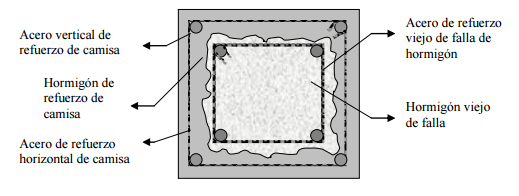 Acero vertical de
refuerzo de camisa
Hormigón de
refuerzo de
camisa
Acero de refuerzo
horizontal de camisa
Acero de refuerzo
viejo de falla de
hormigón
Hormigón viejo
de falla